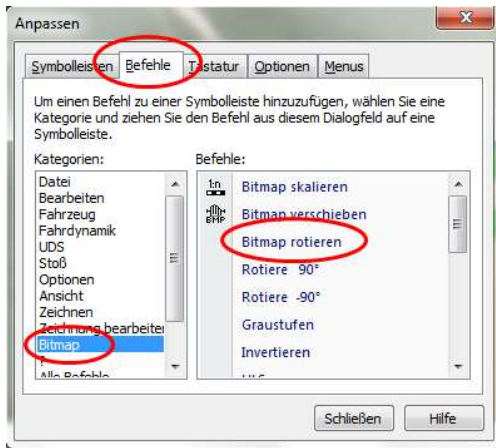 Anpassen
Symbolleisten Befehle Tastatur Optionen Menus
Um einen Befehl zu einer Symbolleiste hinzuzufügen, wählen Sie eine
Kategorie und ziehen Sie den Befehl aus diesem Dialogfeld auf eine
Symbolleiste.
Kategorien:
Datei
Bearbeiten
Fahrzeug
Fahrdynamik
UDS
Stoß
Optionen
Ansicht
Zeichnen
Zeichnung bearbeiten
Bitmap
?
Alle Befehle
Befehle:
1:n Bitmap skalieren
BMP Bitmap verschieben
Bitmap rotieren
Rotiere 90°
Rotiere -90°
Graustufen
Invertieren
Schließen Hilfe